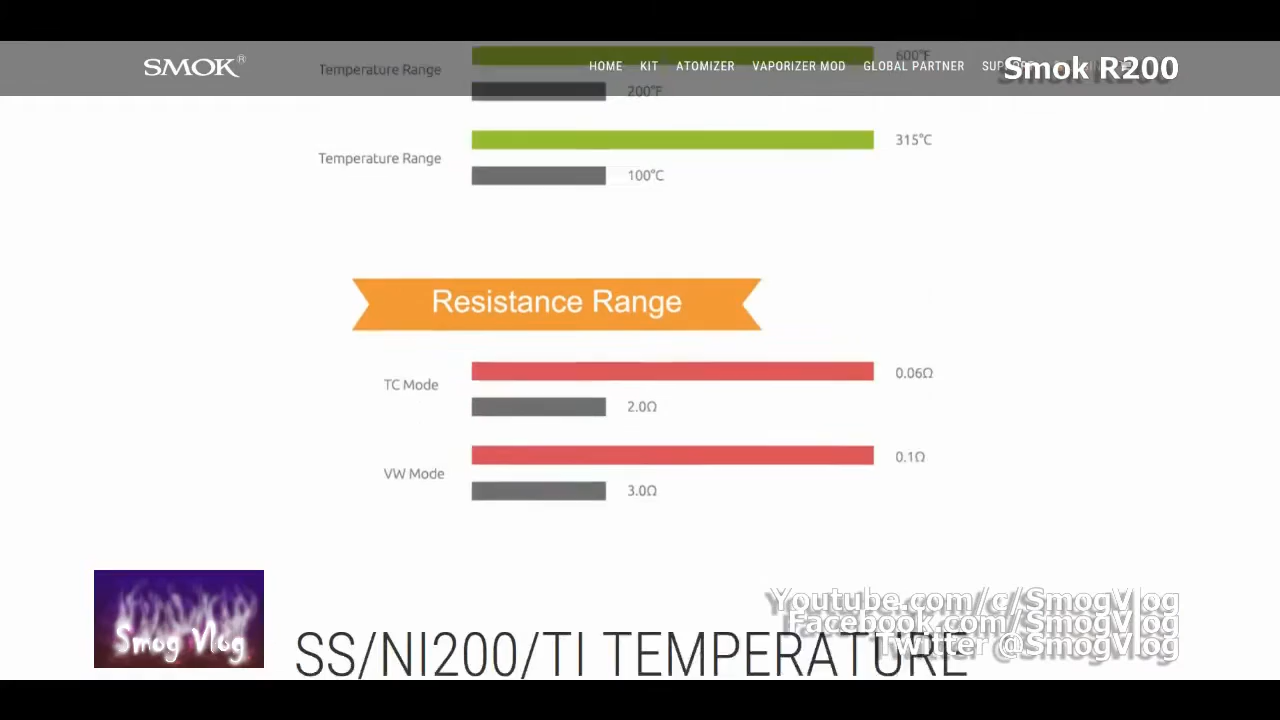 SMOK®
HOME KIT ATOMIZER VAPORIZER MOD GLOBAL PARTNER
Smok R200
600°F
Temperature Range
200°F
315°C
Temperature Range
100°C
Resistance Range
0.06Ω
TC Mode
2.0Ω
0.1Ω
VW Mode
3.0Ω
Smog Vlog
Youtube.com/c/SmogVlog
Facebook.com/SmogVlog
Twitter @SmogVlog
SS/NI200/TI TEMPERATURE